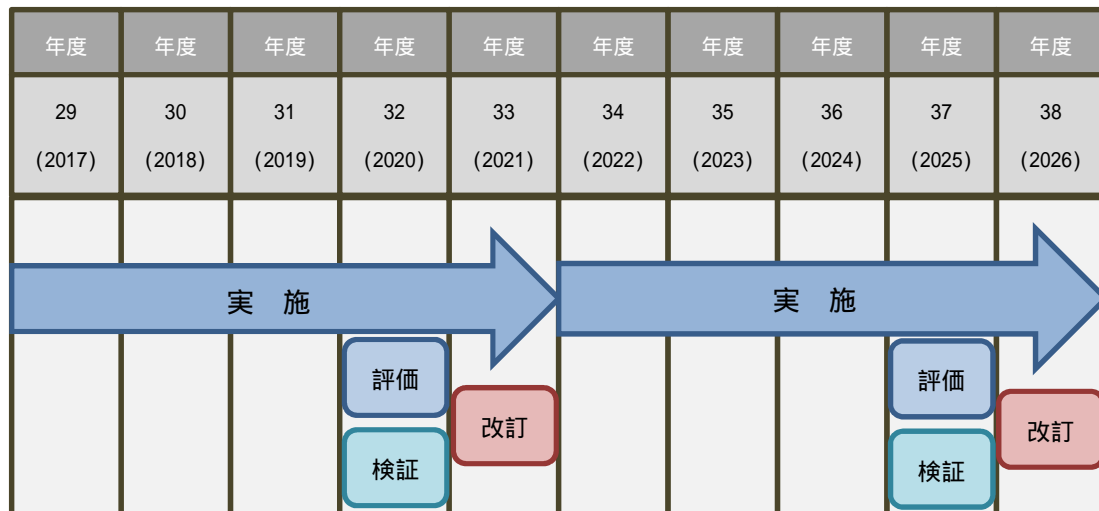 年度 年度 年度 年度 年度 年度 年度 年度 年度 年度
29 30 31 32 33 34 35 36 37 38
(2017) (2018) (2019) (2020) (2021) (2022) (2023) (2024) (2025) (2026)
実 施 実 施
評価 評価
改訂 改訂
検証 検証